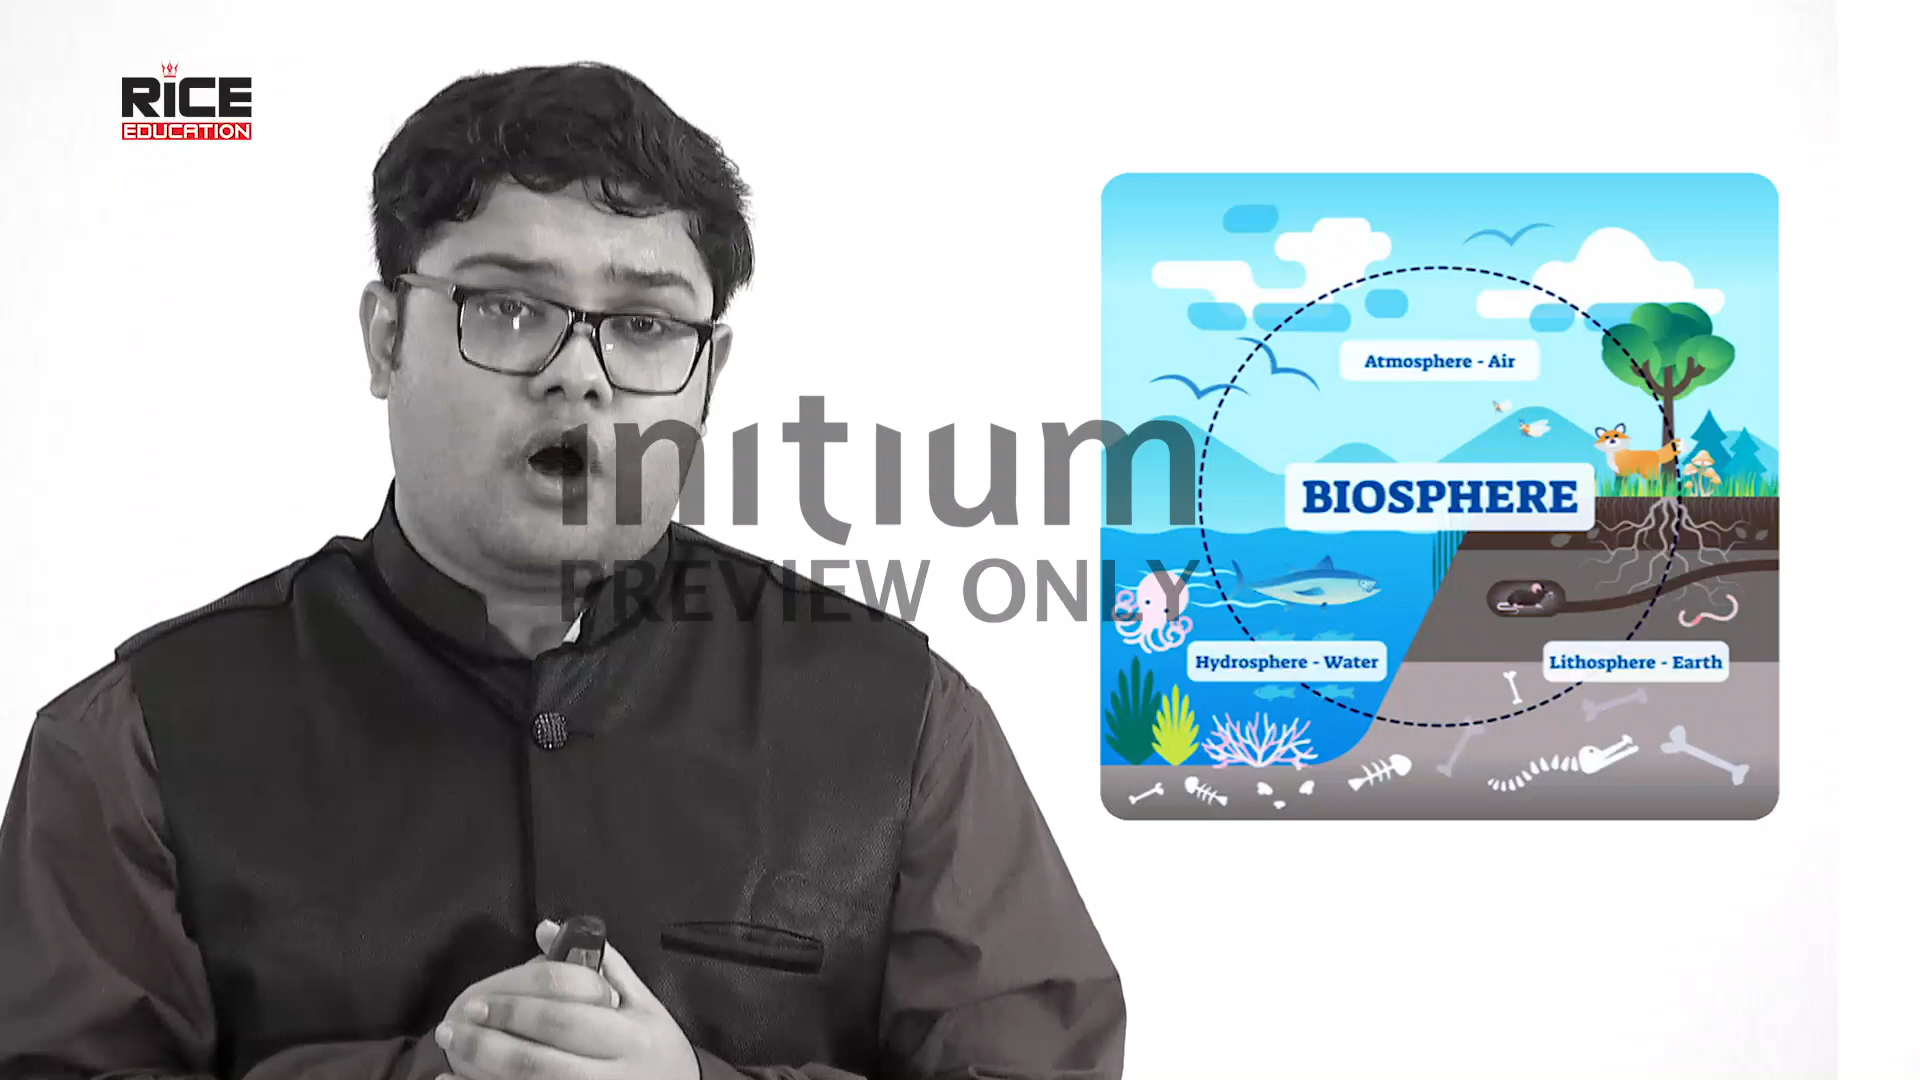 RiCE
EDUCATION
Atmosphere - Air
BIOSPHERE
initium
PREVIEW ONLY
Hydrosphere - Water
Lithosphere - Earth